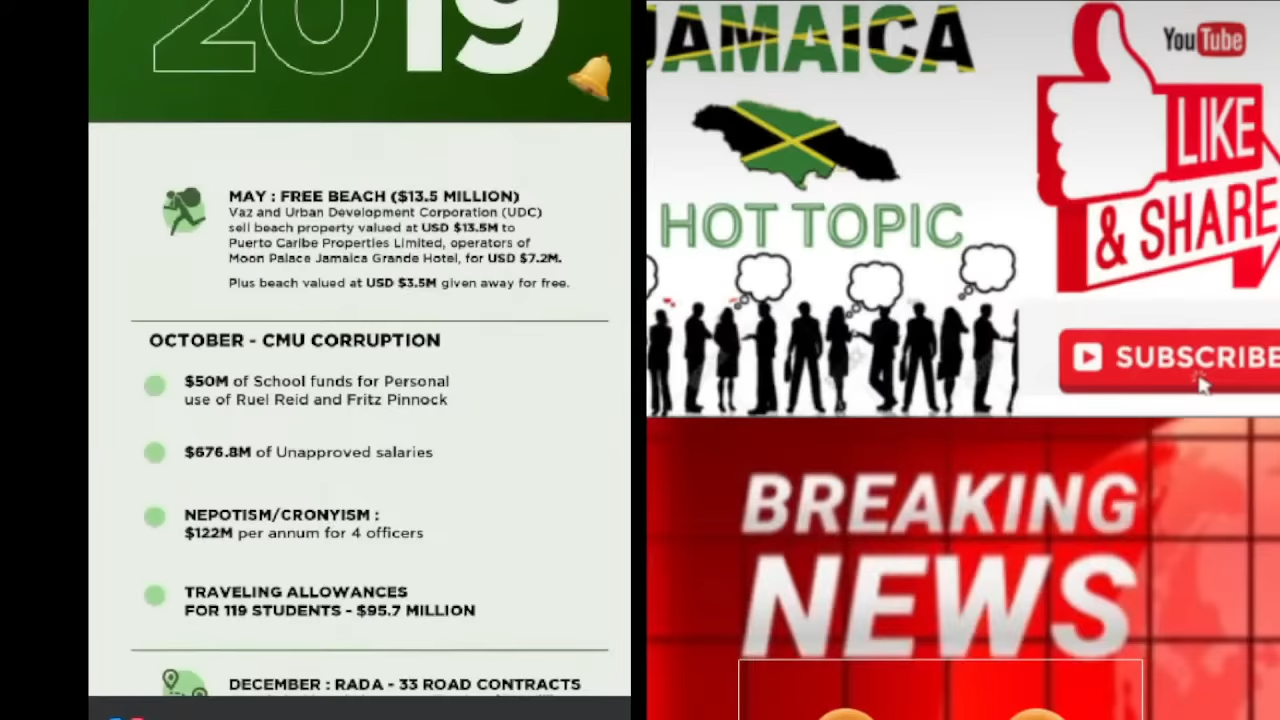 2019
MAY : FREE BEACH ($13.5 MILLION)
Vaz and Urban Development Corporation (UDC)
sell beach property valued at USD $13.5M to
Puerto Caribe Properties Limited, operators of
Moon Palace Jamaica Grande Hotel, for USD $7.2M.
Plus beach valued at USD $3.5M given away for free.
OCTOBER - CMU CORRUPTION
$50M of School funds for Personal
use of Ruel Reid and Fritz Pinnock
$676.8M of Unapproved salaries
NEPOTISM/CRONYISM :
$122M per annum for 4 officers
TRAVELING ALLOWANCES
FOR 119 STUDENTS - $95.7 MILLION
DECEMBER : RADA - 33 ROAD CONTRACTS
JAMAICA
HOT TOPIC
YouTube
LIKE
& SHARE
SUBSCRIBE
BREAKING
NEWS